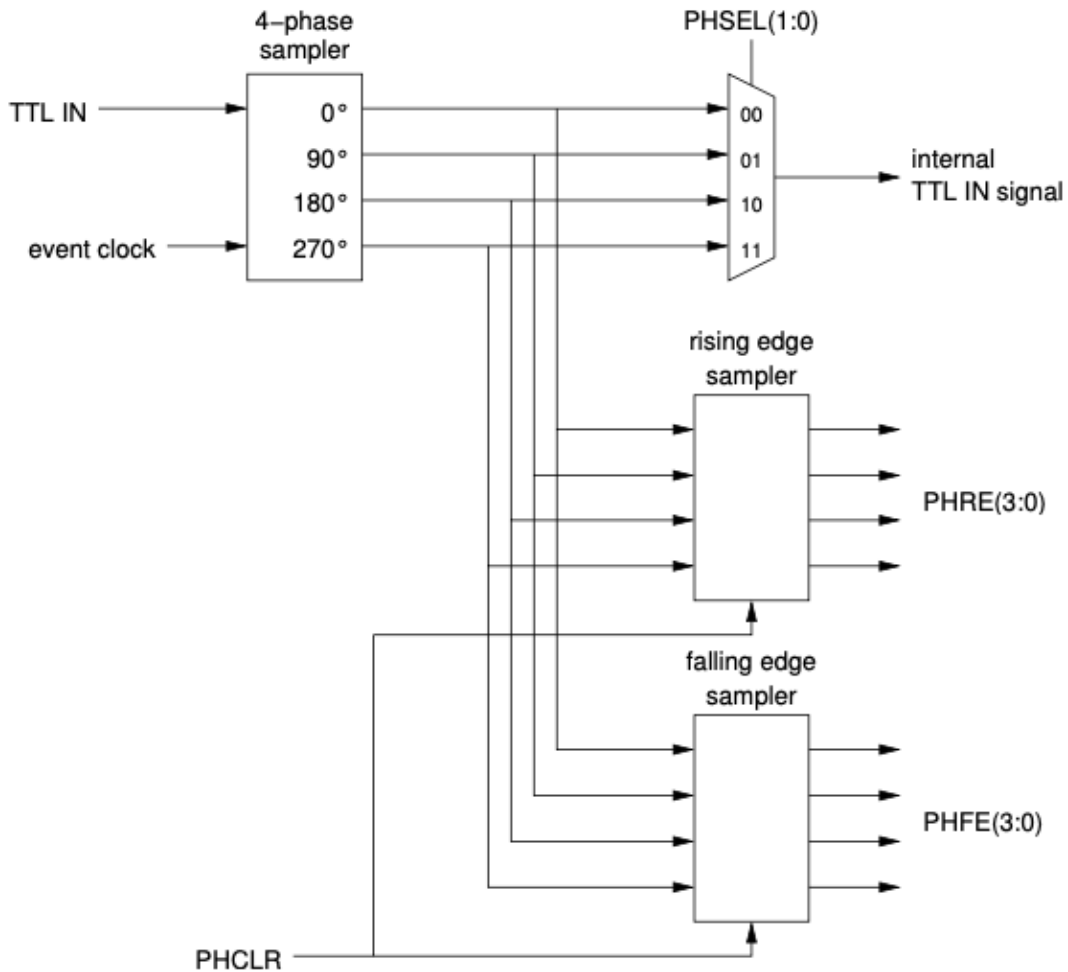 4−phase
sampler
PHSEL(1:0)
TTL IN
0°
00
90°
01
internal
TTL IN signal
180°
10
event clock
270°
11
rising edge
sampler
PHRE(3:0)
falling edge
sampler
PHFE(3:0)
PHCLR